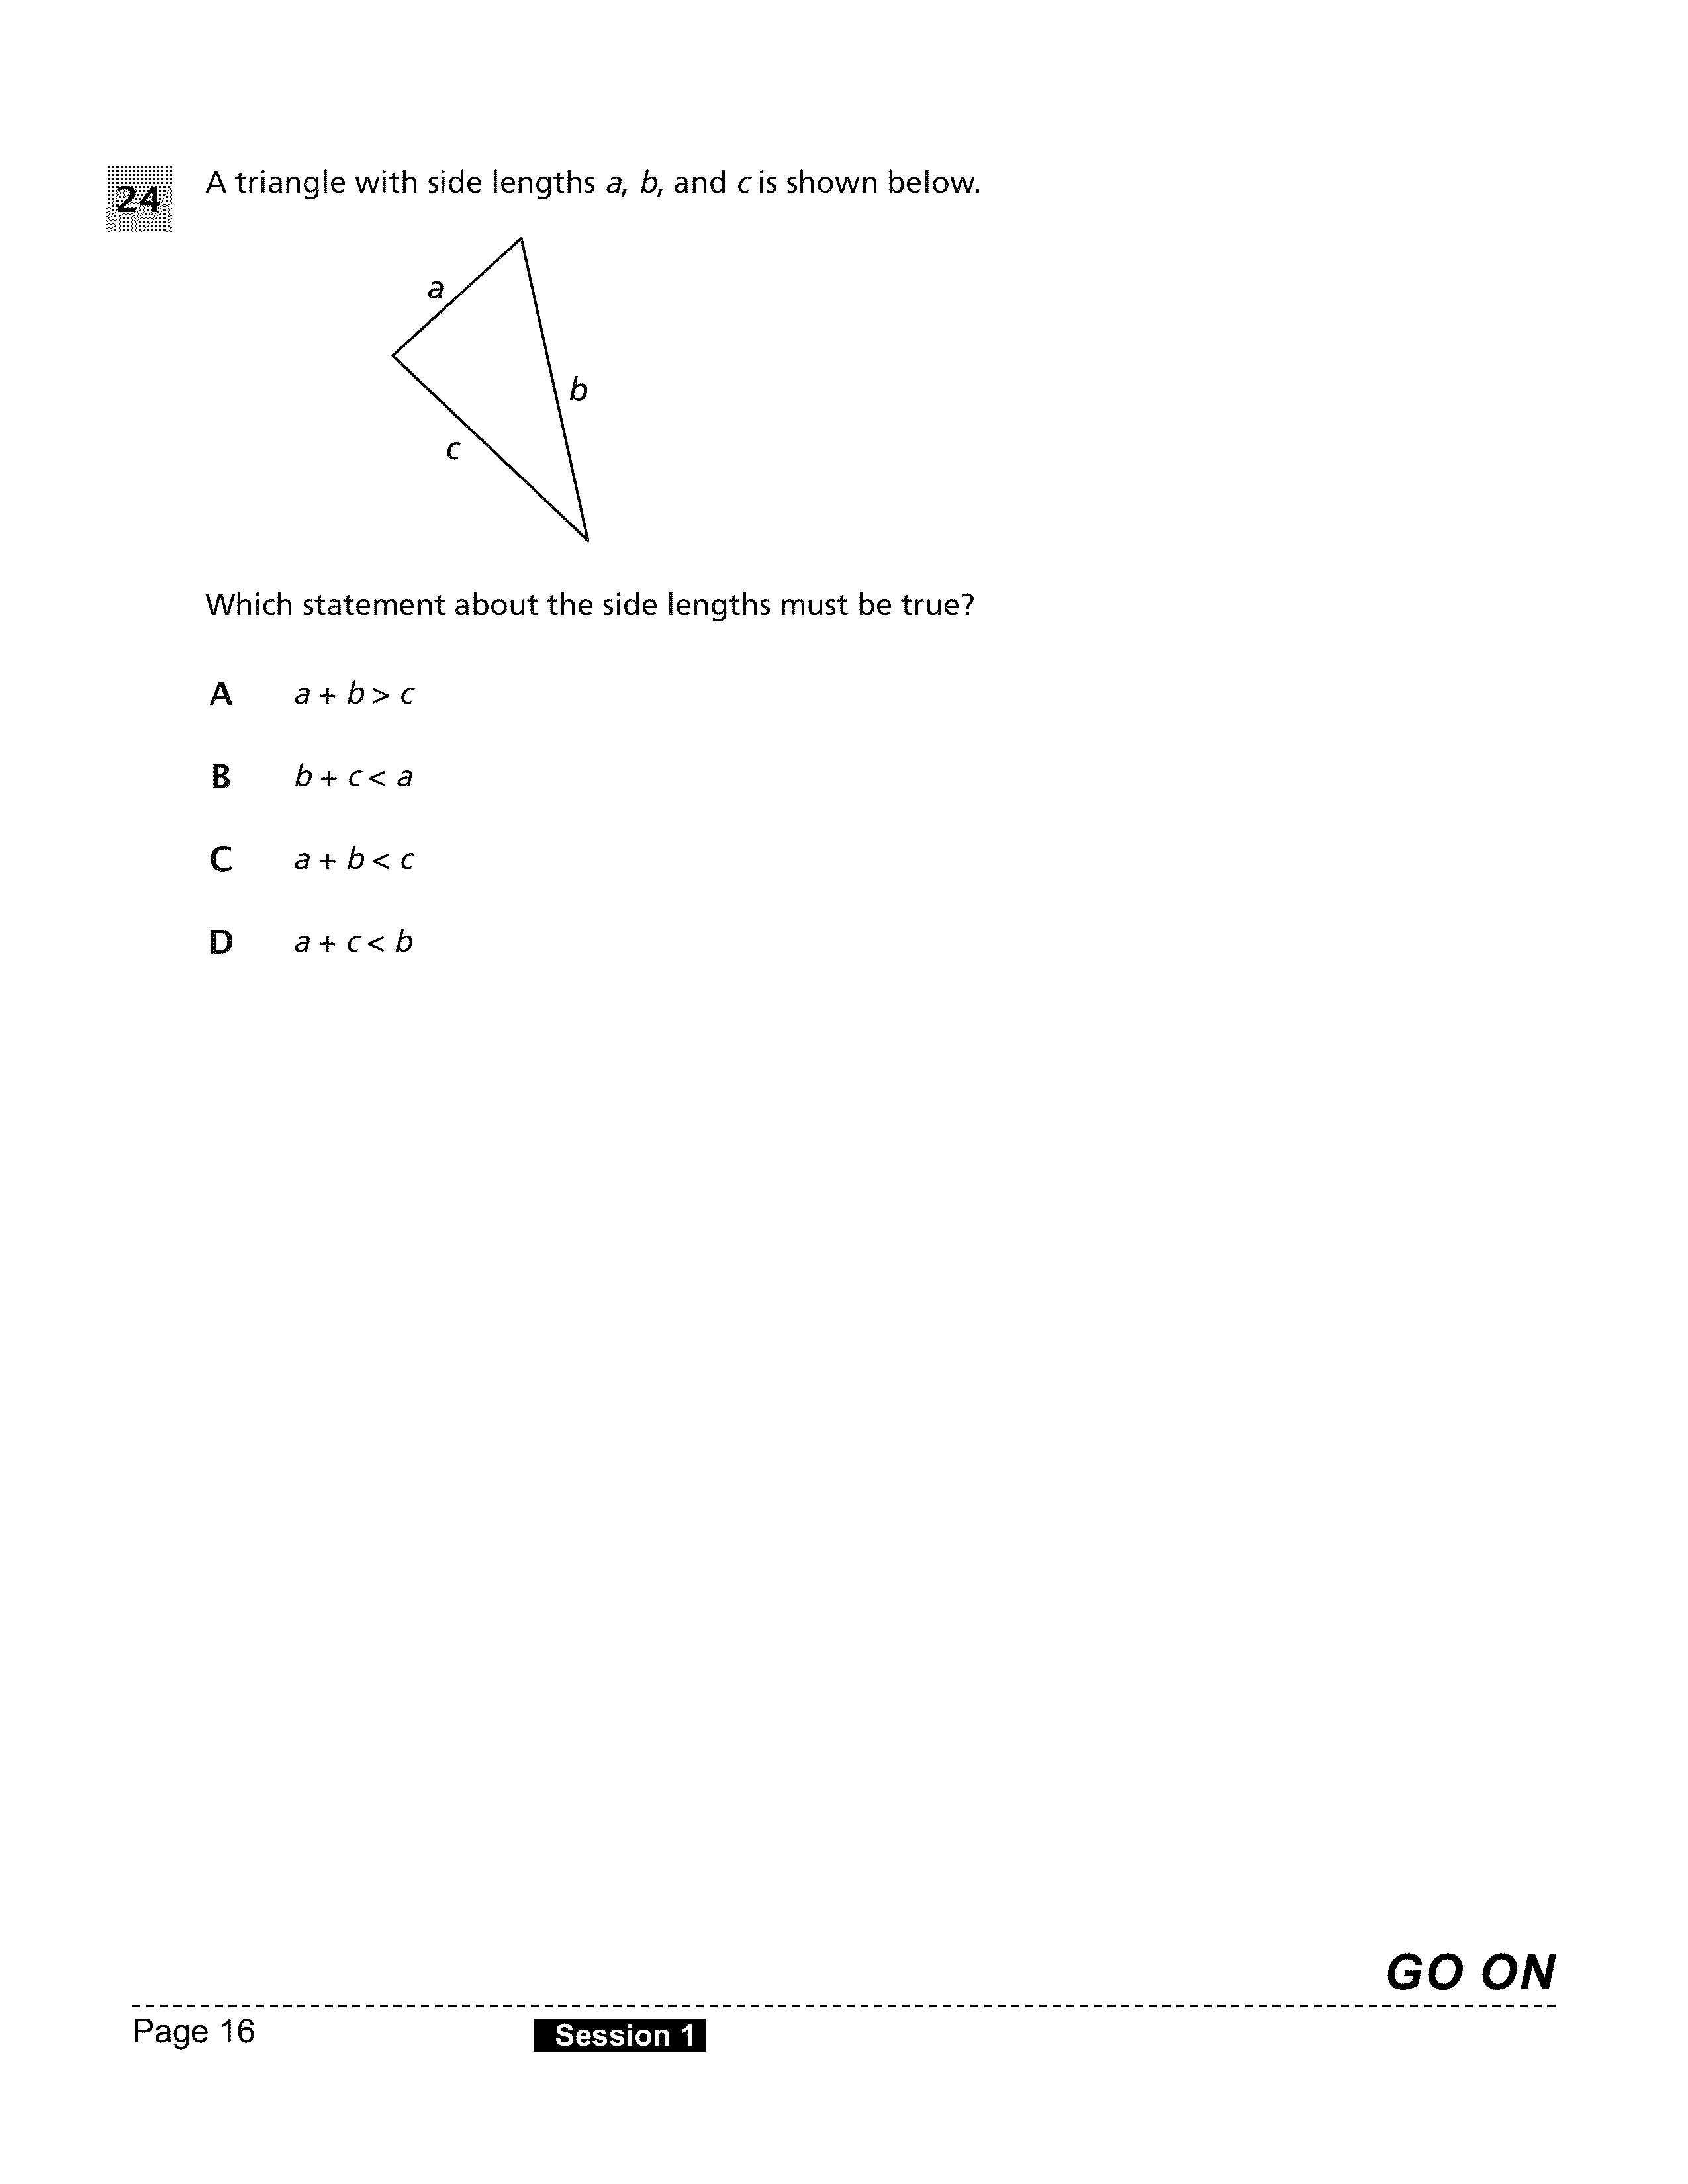 24 A triangle with side lengths a, b, and c is shown below.
a
b
c
Which statement about the side lengths must be true?
A a + b > c
B b + c < a
C a + b < c
D a + c < b
GO ON
Page 16 Session 1